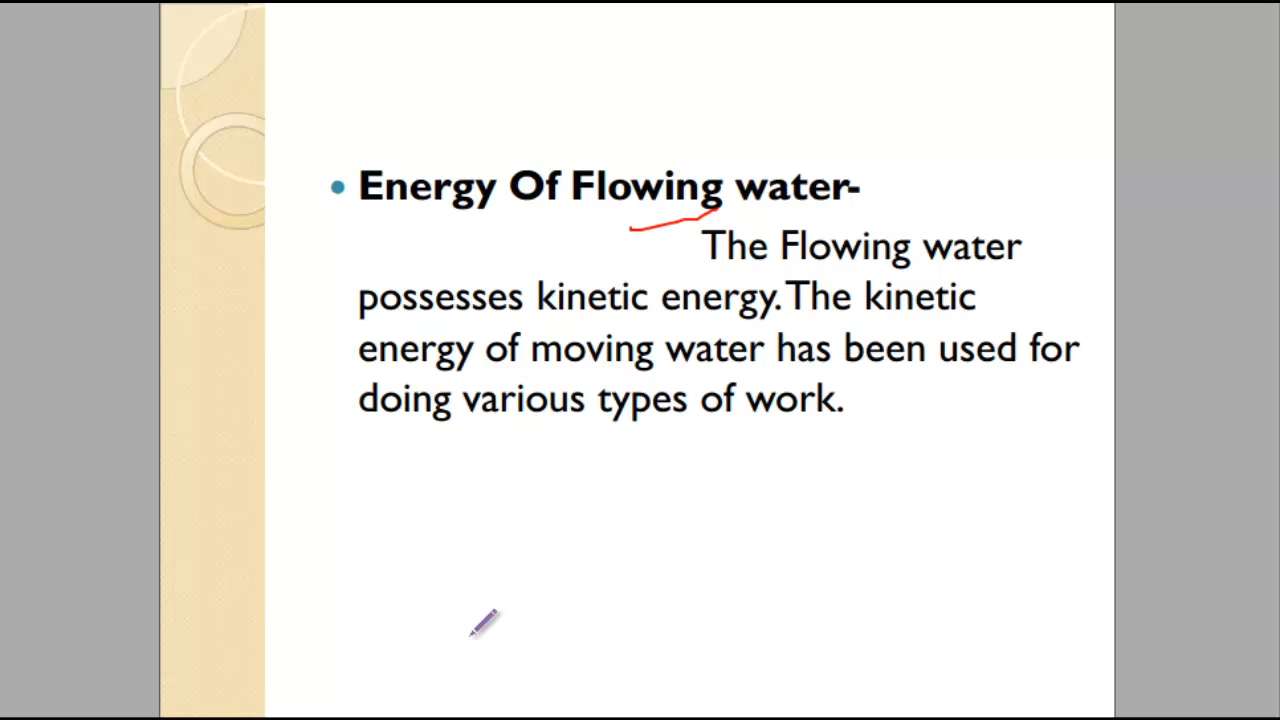 Energy Of Flowing water-
The Flowing water
possesses kinetic energy. The kinetic
energy of moving water has been used for
doing various types of work.